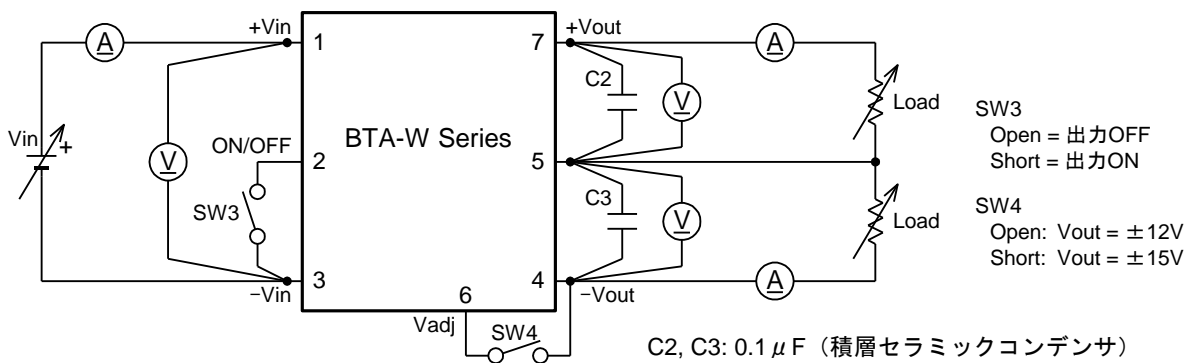 +Vin
A
1
Vin
+
V
ON/OFF
2
SW3
−Vin
3
BTA-W Series
6
Vadj
SW4
7
+Vout
A
C2
V
Load
5
C3
V
Load
4
−Vout
A
SW3
Open = 出力OFF
Short = 出力ON
SW4
Open: Vout = ±12V
Short: Vout = ±15V
C2, C3: 0.1μF（積層セラミックコンデンサ）